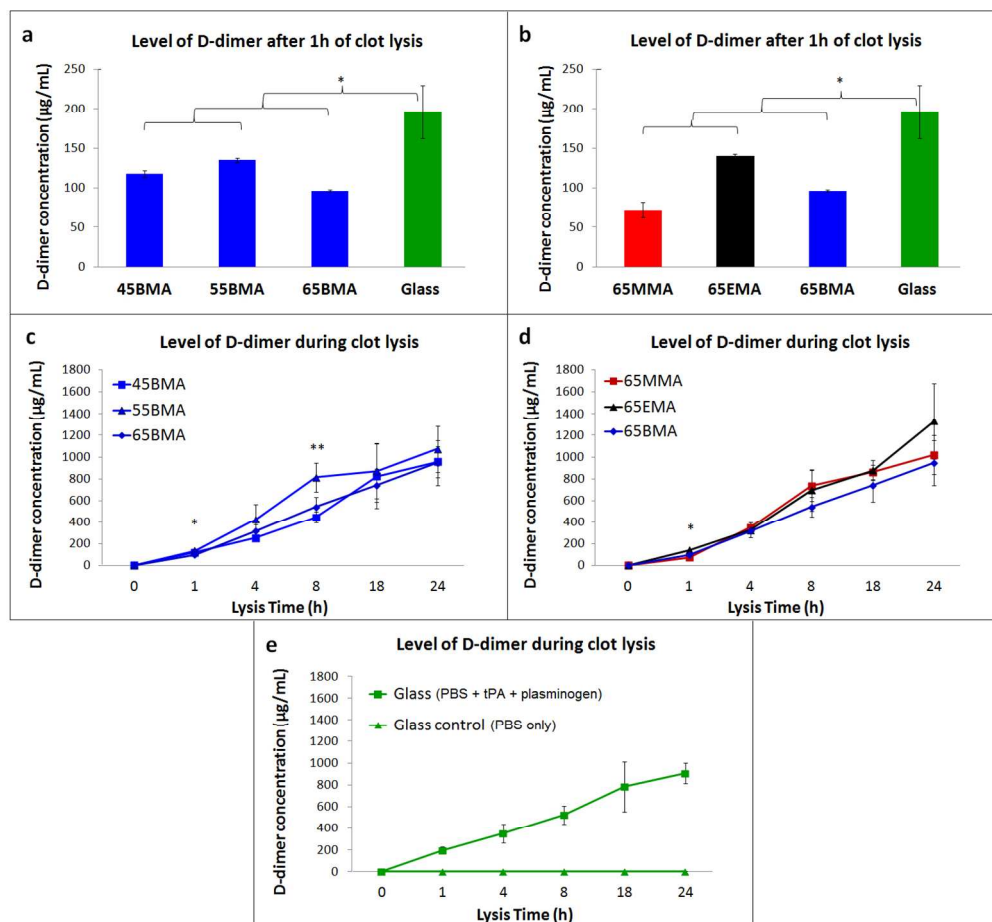 a
Level of D-dimer after 1h of clot lysis
D-dimer concentration (µg/mL)
250
200
150
100
50
0
*
45BMA 55BMA 65BMA Glass
b
Level of D-dimer after 1h of clot lysis
D-dimer concentration (µg/mL)
250
200
150
100
50
0
*
65MMA 65EMA 65BMA Glass
c
Level of D-dimer during clot lysis
D-dimer concentration (µg/mL)
1800
1600
1400
1200
1000
800
600
400
200
0
45BMA
55BMA
65BMA
*
**
0 1 4 8 18 24
Lysis Time (h)
d
Level of D-dimer during clot lysis
D-dimer concentration (µg/mL)
1800
1600
1400
1200
1000
800
600
400
200
0
65MMA
65EMA
65BMA
*
0 1 4 8 18 24
Lysis Time (h)
e
Level of D-dimer during clot lysis
D-dimer concentration (µg/mL)
1800
1600
1400
1200
1000
800
600
400
200
0
Glass (PBS + tPA + plasminogen)
Glass control (PBS only)
0 1 4 8 18 24
Lysis Time (h)